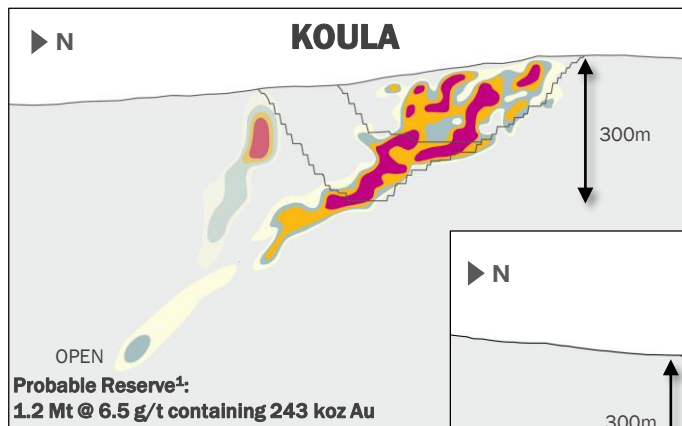 N
KOULA
300m
N
OPEN
300m
Probable Reserve¹:
1.2 Mt @ 6.5 g/t containing 243 koz Au